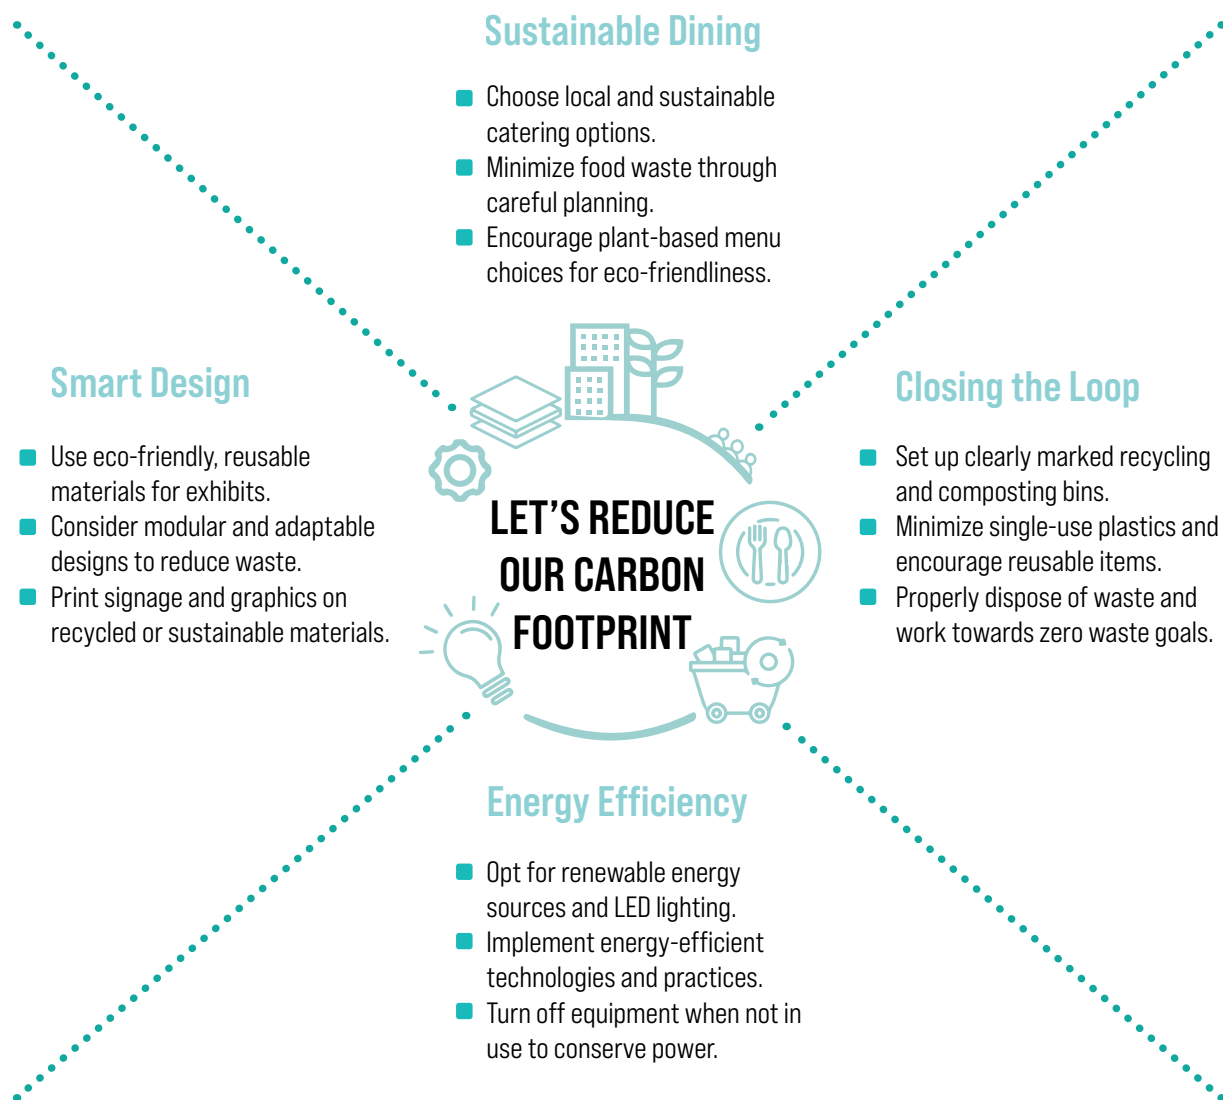 Sustainable Dining
Choose local and sustainable
catering options.
Minimize food waste through
careful planning.
Encourage plant-based menu
choices for eco-friendliness.
Smart Design
Use eco-friendly, reusable
materials for exhibits.
Consider modular and adaptable
designs to reduce waste.
Print signage and graphics on
recycled or sustainable materials.
LET’S REDUCE
OUR CARBON
FOOTPRINT
Closing the Loop
Set up clearly marked recycling
and composting bins.
Minimize single-use plastics and
encourage reusable items.
Properly dispose of waste and
work towards zero waste goals.
Energy Efficiency
Opt for renewable energy
sources and LED lighting.
Implement energy-efficient
technologies and practices.
Turn off equipment when not in
use to conserve power.